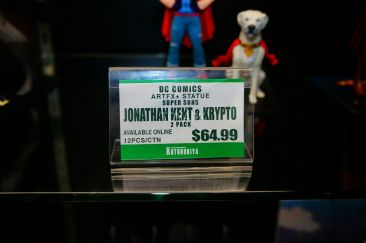 DC COMICS
ARTFX+ STATUE
SUPER SONS
JONATHAN KENT & KRYPTO
2 PACK
AVAILABLE ONLINE
12PCS/CTN
$64.99
KOTOBUKIYA